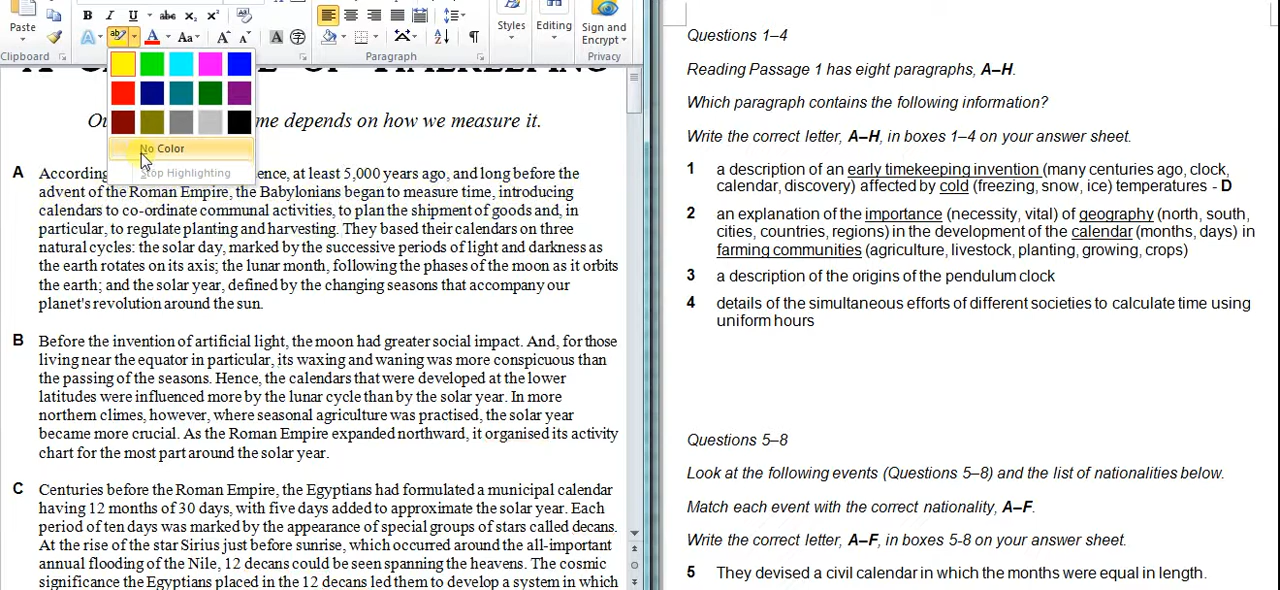 Paste
B I U abc x₂ x²
A ab A Aa A A A
Styles
Editing
Sign and
Encrypt
Clipboard
Paragraph
Privacy
No Color
Stop Highlighting
me depends on how we measure it.
A According ence, at least 5,000 years ago, and long before the
advent of the Roman Empire, the Babylonians began to measure time, introducing
calendars to co-ordinate communal activities, to plan the shipment of goods and, in
particular, to regulate planting and harvesting. They based their calendars on three
natural cycles: the solar day, marked by the successive periods of light and darkness as
the earth rotates on its axis; the lunar month, following the phases of the moon as it orbits
the earth; and the solar year, defined by the changing seasons that accompany our
planet's revolution around the sun.
B Before the invention of artificial light, the moon had greater social impact. And, for those
living near the equator in particular, its waxing and waning was more conspicuous than
the passing of the seasons. Hence, the calendars that were developed at the lower
latitudes were influenced more by the lunar cycle than by the solar year. In more
northern climes, however, where seasonal agriculture was practised, the solar year
became more crucial. As the Roman Empire expanded northward, it organised its activity
chart for the most part around the solar year.
C Centuries before the Roman Empire, the Egyptians had formulated a municipal calendar
having 12 months of 30 days, with five days added to approximate the solar year. Each
period of ten days was marked by the appearance of special groups of stars called decans.
At the rise of the star Sirius just before sunrise, which occurred around the all-important
annual flooding of the Nile, 12 decans could be seen spanning the heavens. The cosmic
significance the Egyptians placed in the 12 decans led them to develop a system in which
Questions 1–4
Reading Passage 1 has eight paragraphs, A–H.
Which paragraph contains the following information?
Write the correct letter, A–H, in boxes 1–4 on your answer sheet.
1 a description of an early timekeeping invention (many centuries ago, clock,
calendar, discovery) affected by cold (freezing, snow, ice) temperatures - D
2 an explanation of the importance (necessity, vital) of geography (north, south,
cities, countries, regions) in the development of the calendar (months, days) in
farming communities (agriculture, livestock, planting, growing, crops)
3 a description of the origins of the pendulum clock
4 details of the simultaneous efforts of different societies to calculate time using
uniform hours
Questions 5–8
Look at the following events (Questions 5–8) and the list of nationalities below.
Match each event with the correct nationality, A–F.
Write the correct letter, A–F, in boxes 5-8 on your answer sheet.
5 They devised a civil calendar in which the months were equal in length.